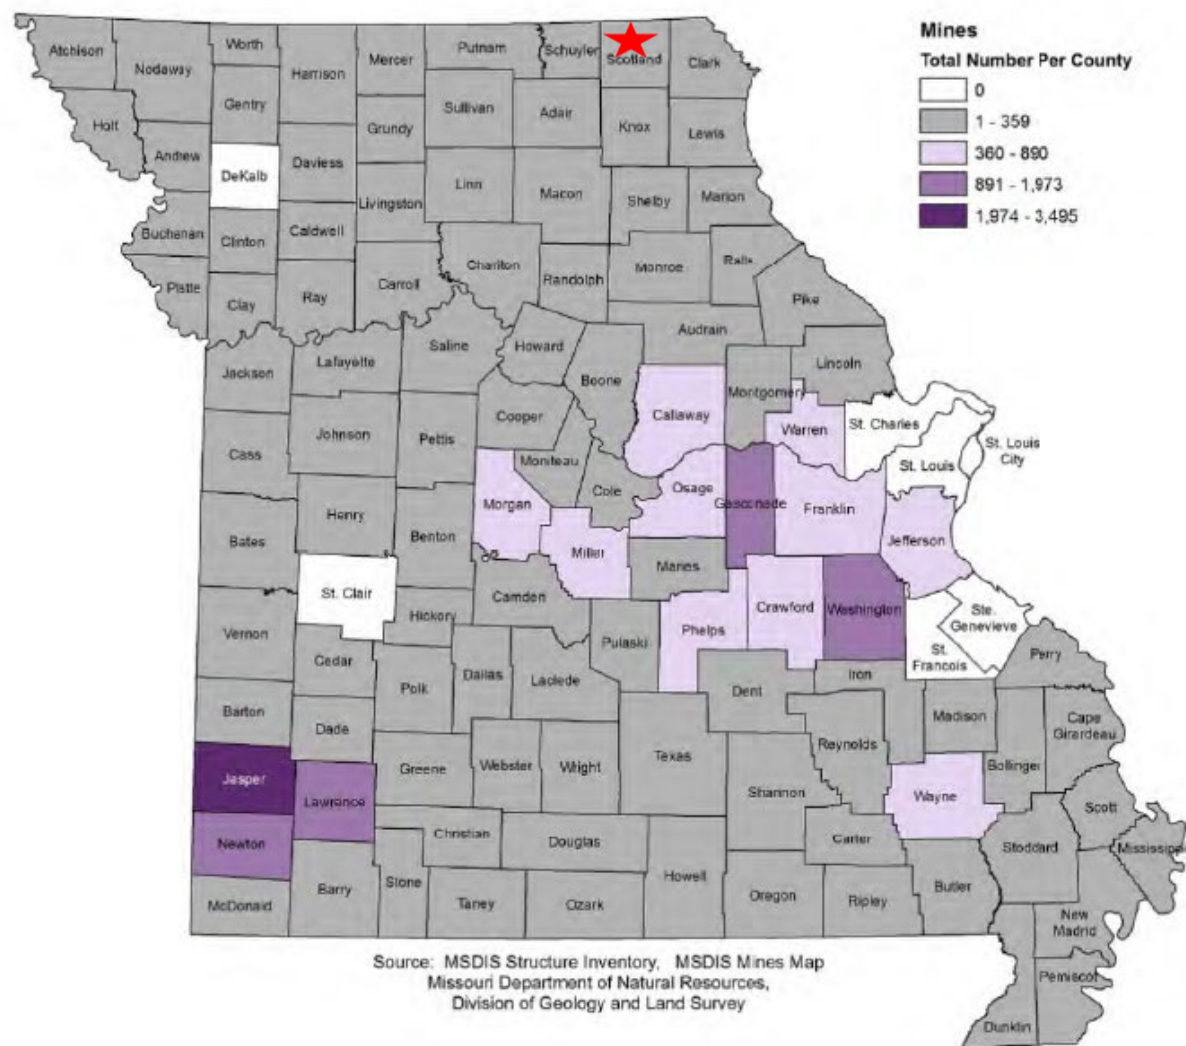 Mines
Total Number Per County
0
1 - 359
360 - 890
891 - 1,973
1,974 - 3,495
Atchison
Nodaway
Worth
Harrison
Mercer
Putnam
Schuyler
Scotland
Clark
Holt
Andrew
Gentry
DeKalb
Daviess
Grundy
Sullivan
Adair
Knox
Lewis
Buchanan
Clinton
Caldwell
Livingston
Linn
Macon
Shelby
Marion
Platte
Clay
Ray
Carroll
Chariton
Randolph
Monroe
Ralls
Pike
Audrain
Jackson
Lafayette
Saline
Howard
Boone
Callaway
Montgomery
Lincoln
Warren
St. Charles
St. Louis
St. Louis
City
Cass
Johnson
Pettis
Cooper
Moniteau
Cole
Osage
Gasconade
Franklin
Jefferson
Bates
Henry
Benton
Morgan
Miller
Maries
Crawford
Washington
Ste.
Genevieve
St.
Francois
Perry
St. Clair
Hickory
Camden
Pulaski
Phelps
Vernon
Cedar
Polk
Dallas
Laclede
Dent
Iron
Madison
Bollinger
Cape
Girardeau
Barton
Dade
Greene
Webster
Wright
Texas
Reynolds
Shannon
Wayne
Scott
Mississippi
Stoddard
Jasper
Lawrence
Newton
Christian
Douglas
Howell
Carter
Butler
McDonald
Barry
Stone
Taney
Ozark
Oregon
Ripley
New
Madrid
Pemiscot
Dunklin
Source: MSDIS Structure Inventory, MSDIS Mines Map
Missouri Department of Natural Resources,
Division of Geology and Land Survey